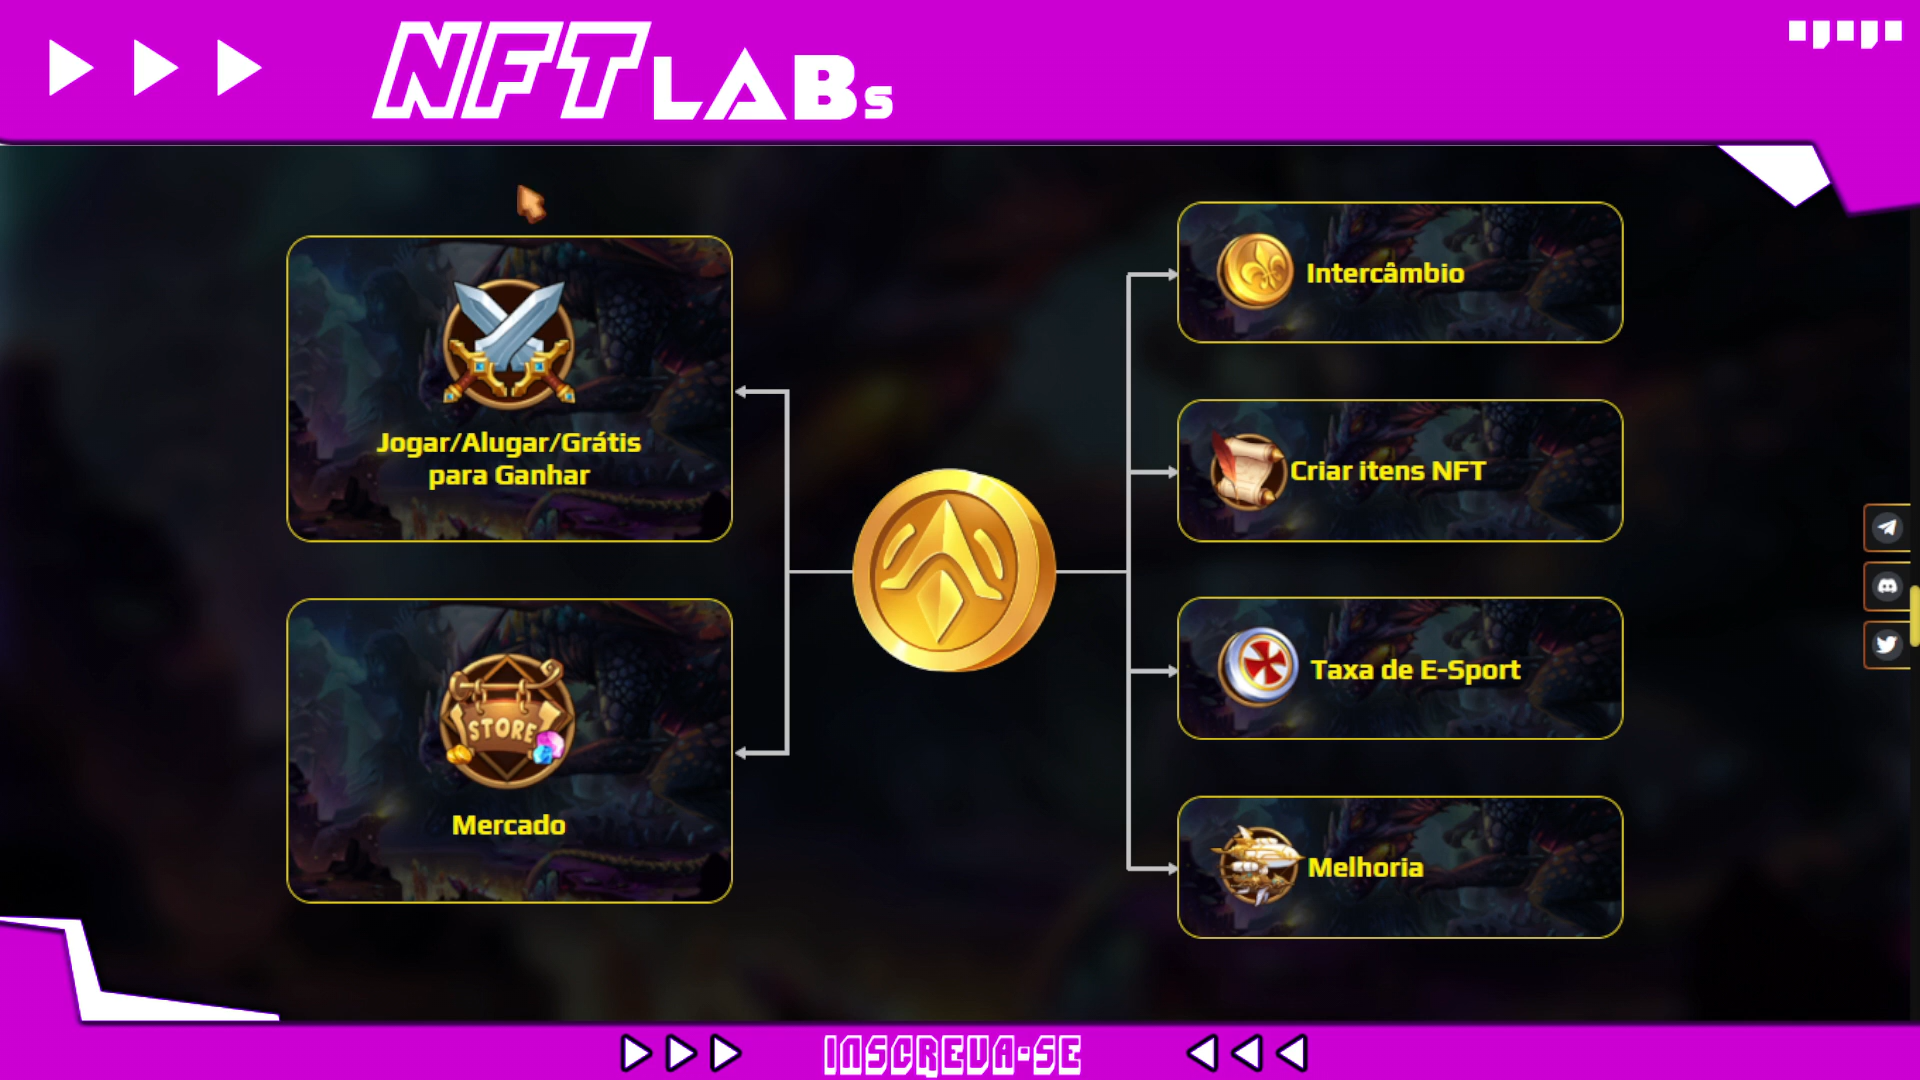 NFT LABs
Jogar/Alugar/Grátis
para Ganhar
STORE
Mercado
Intercâmbio
Criar itens NFT
Taxa de E-Sport
Melhoria
INSCREVA-SE